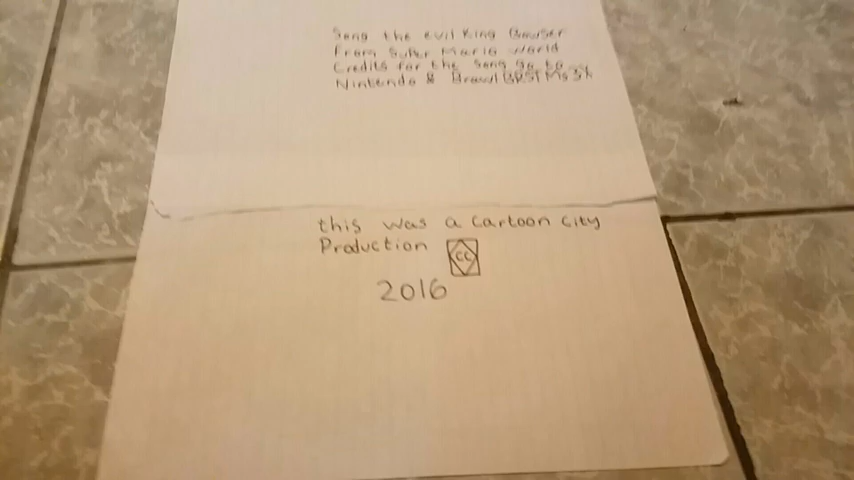 Song the evil King Bowser
From Super Mario World
Credits for the song go to
Nintendo & BrawlBRSTMs3X
this was a Cartoon City
Production CC
2016